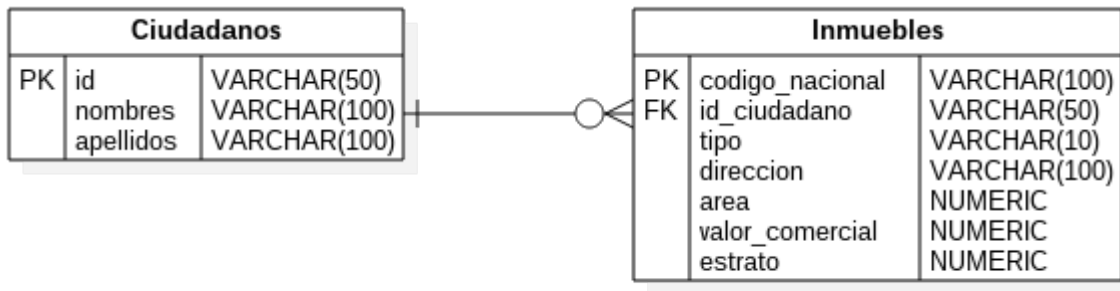 Ciudadanos
PK id VARCHAR(50)
nombres VARCHAR(100)
apellidos VARCHAR(100)
Inmuebles
PK codigo_nacional VARCHAR(100)
FK id_ciudadano VARCHAR(50)
tipo VARCHAR(10)
direccion VARCHAR(100)
area NUMERIC
valor_comercial NUMERIC
estrato NUMERIC